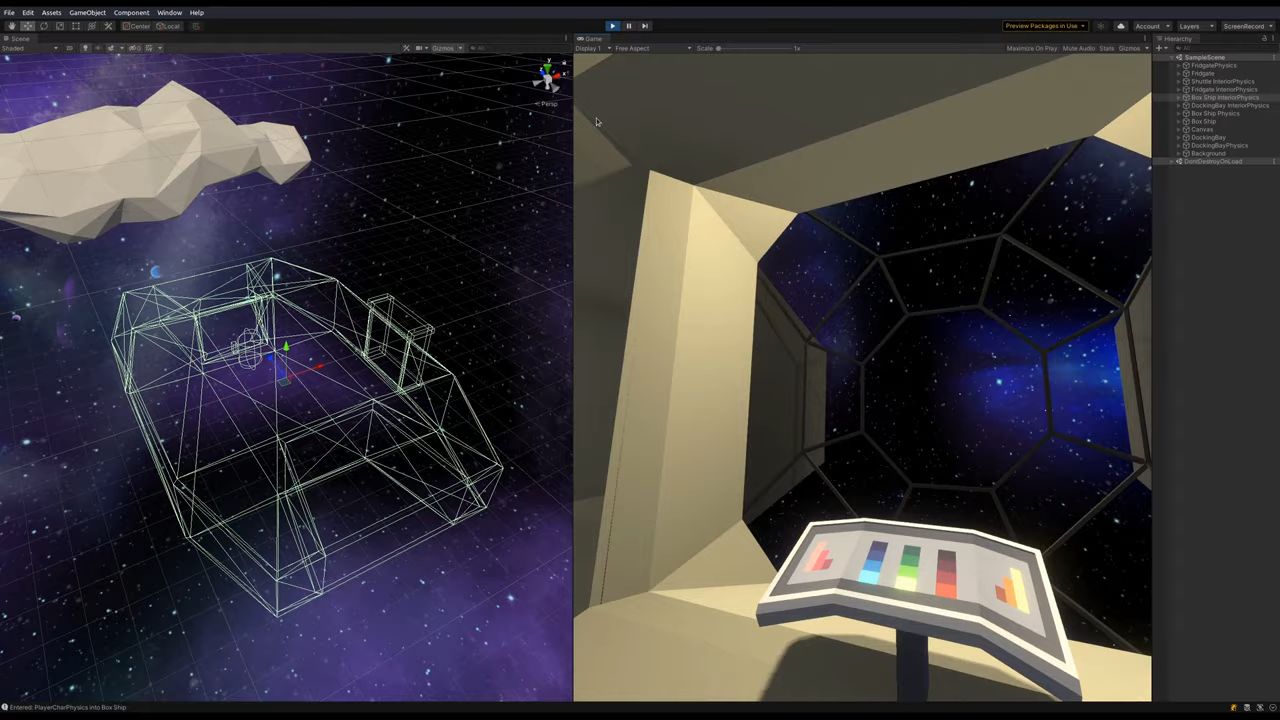 File Edit Assets GameObject Component Window Help
Center Local
Preview Packages in Use Account Layers ScreenRecord
Scene
Shaded Gizmos All
y
x
z
Persp
Game
Display 1 Free Aspect Scale 1x Maximize On Play Mute Audio Stats Gizmos
Hierarchy
All
SampleScene
FridgatePhysics
Fridgate
Shuttle InteriorPhysics
Fridgate InteriorPhysics
Box Ship InteriorPhysics
DockingBay InteriorPhysics
Box Ship Physics
Box Ship
Canvas
DockingBay
DockingBayPhysics
Background
DontDestroyOnLoad
Entered: PlayerCharPhysics into Box Ship